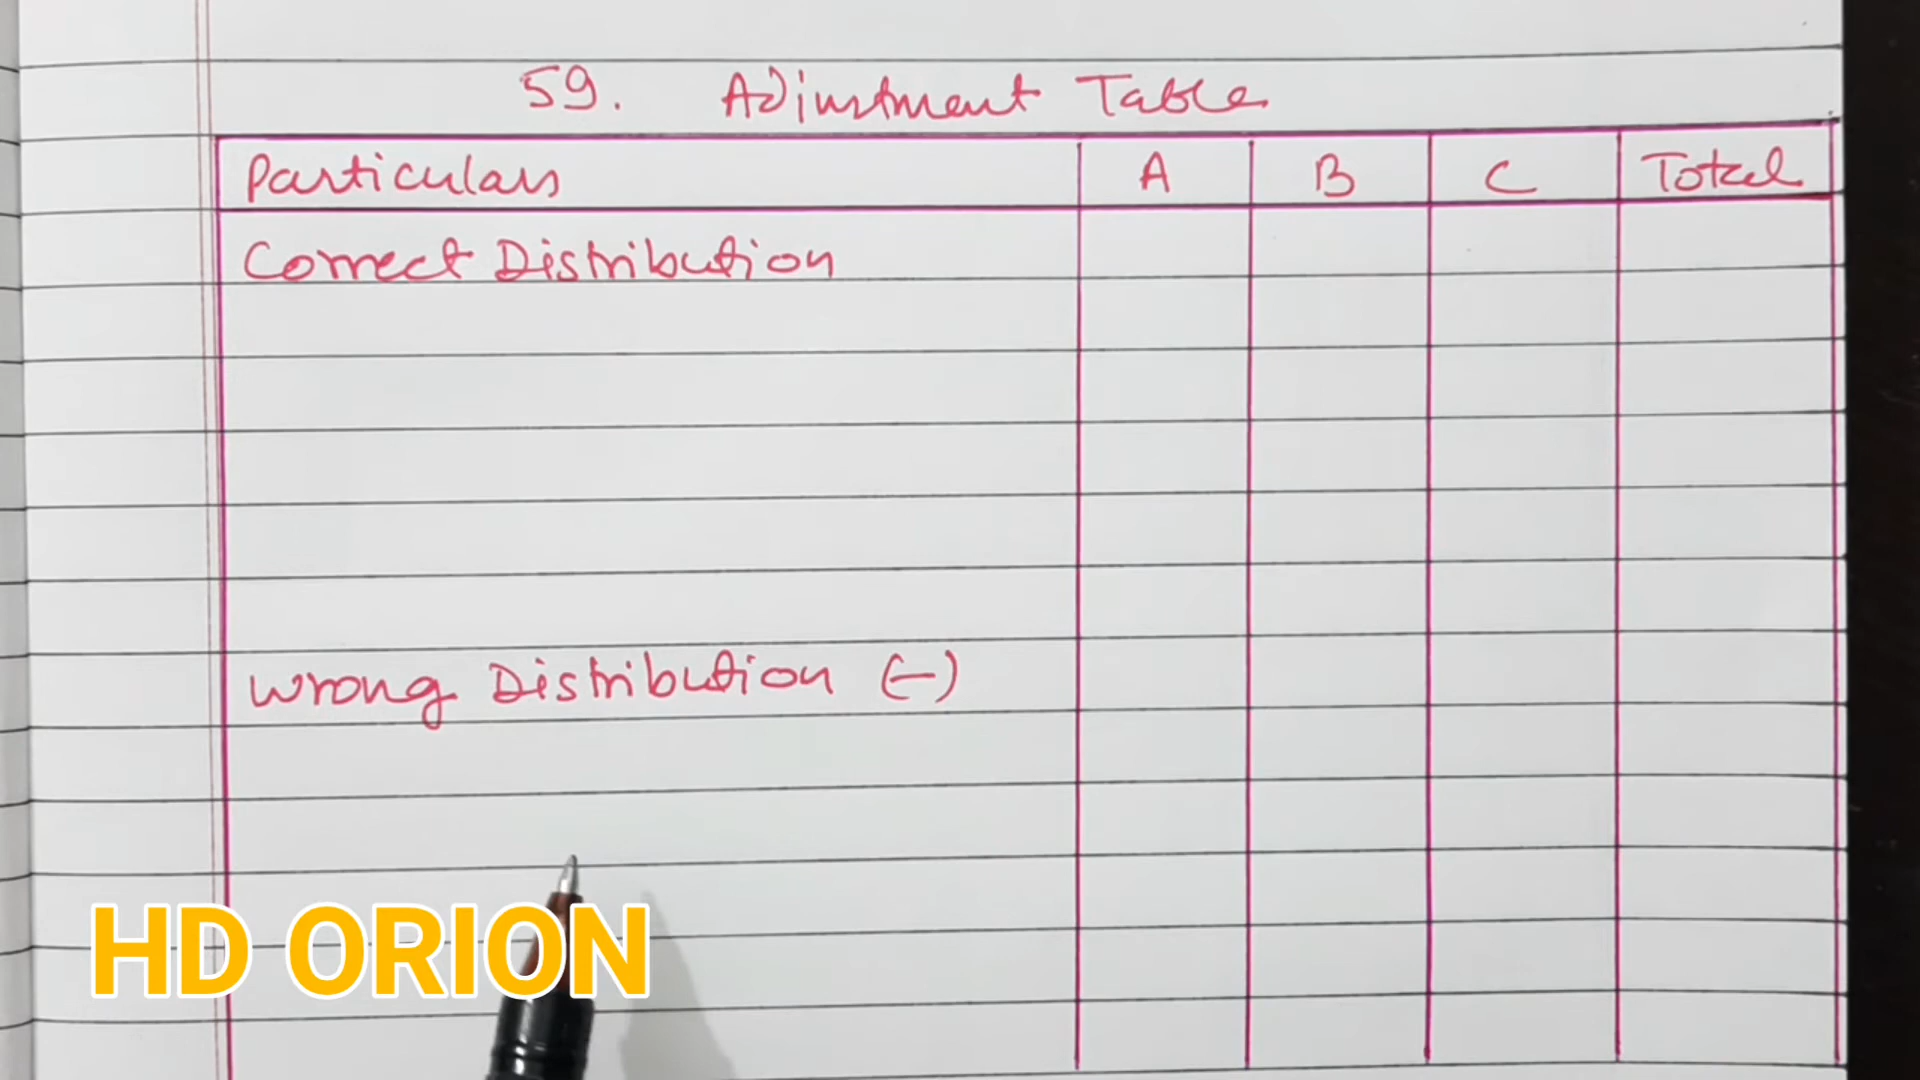 59. Adjustment Table
Particulars A B C Total
Correct Distribution
Wrong Distribution (-)
HD ORION